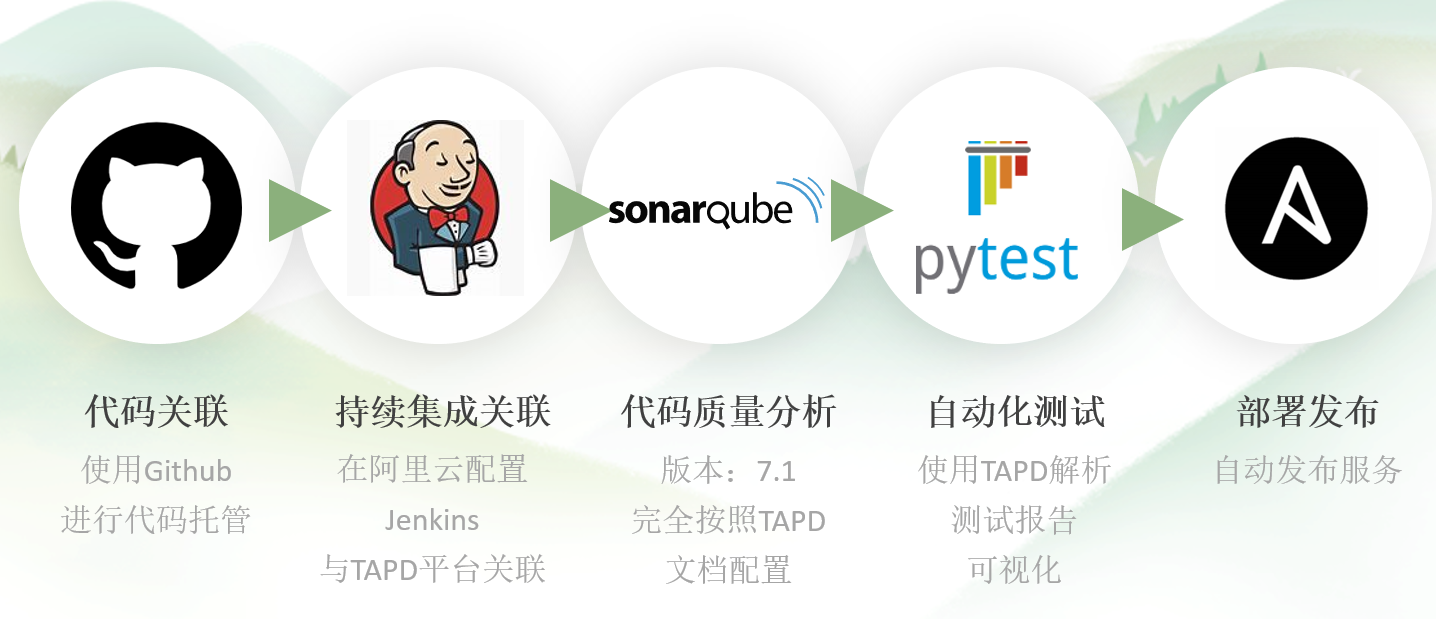 sonarqube
pytest
代码关联
使用Github
进行代码托管
持续集成关联
在阿里云配置
Jenkins
与TAPD平台关联
代码质量分析
版本：7.1
完全按照TAPD
文档配置
自动化测试
使用TAPD解析
测试报告
可视化
部署发布
自动发布服务